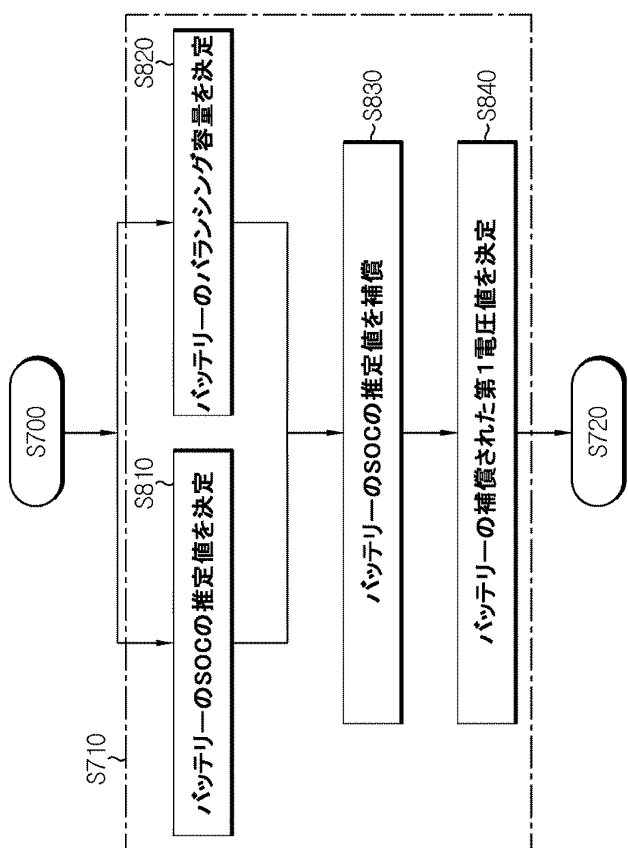 S700
S710
S810
バッテリーのSOCの推定値を決定
S820
バッテリーのバランシング容量を決定
S830
バッテリーのSOCの推定値を補償
S840
バッテリーの補償された第1電圧値を決定
S720